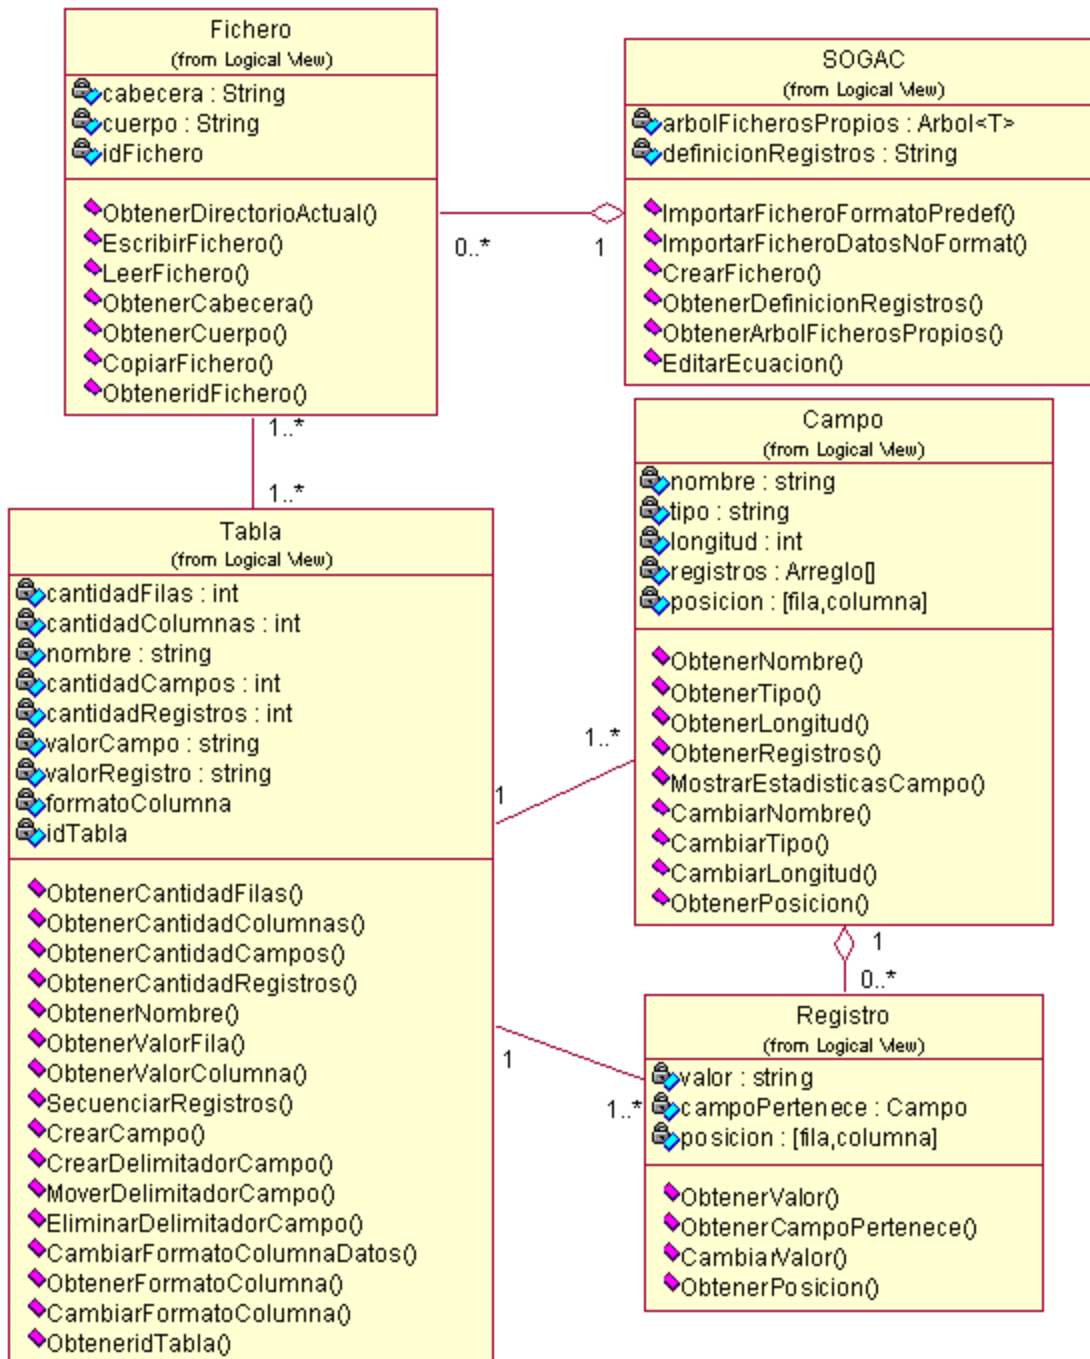 Fichero
(from Logical View)
cabecera : String
cuerpo : String
idFichero
ObtenerDirectorioActual()
EscribirFichero()
LeerFichero()
ObtenerCabecera()
ObtenerCuerpo()
CopiarFichero()
ObteneridFichero()
SOGAC
(from Logical View)
arbolFicherosPropios : Arbol<T>
definicionRegistros : String
ImportarFicheroFormatoPredef()
ImportarFicheroDatosNoFormat()
CrearFichero()
ObtenerDefinicionRegistros()
ObtenerArbolFicherosPropios()
EditarEcuacion()
0..*
1
1..*
1..*
Tabla
(from Logical View)
cantidadFilas : int
cantidadColumnas : int
nombre : string
cantidadCampos : int
cantidadRegistros : int
valorCampo : string
valorRegistro : string
formatoColumna
idTabla
ObtenerCantidadFilas()
ObtenerCantidadColumnas()
ObtenerCantidadCampos()
ObtenerCantidadRegistros()
ObtenerNombre()
ObtenerValorFila()
ObtenerValorColumna()
SecuenciarRegistros()
CrearCampo()
CrearDelimitadorCampo()
MoverDelimitadorCampo()
EliminarDelimitadorCampo()
CambiarFormatoColumnaDatos()
ObtenerFormatoColumna()
CambiarFormatoColumna()
ObteneridTabla()
Campo
(from Logical View)
nombre : string
tipo : string
longitud : int
registros : Arreglo[]
posicion : [fila,columna]
ObtenerNombre()
ObtenerTipo()
ObtenerLongitud()
ObtenerRegistros()
MostrarEstadisticasCampo()
CambiarNombre()
CambiarTipo()
CambiarLongitud()
ObtenerPosicion()
1..*
1
1
0..*
1
1..*
Registro
(from Logical View)
valor : string
campoPertenece : Campo
posicion : [fila,columna]
ObtenerValor()
ObtenerCampoPertenece()
CambiarValor()
ObtenerPosicion()